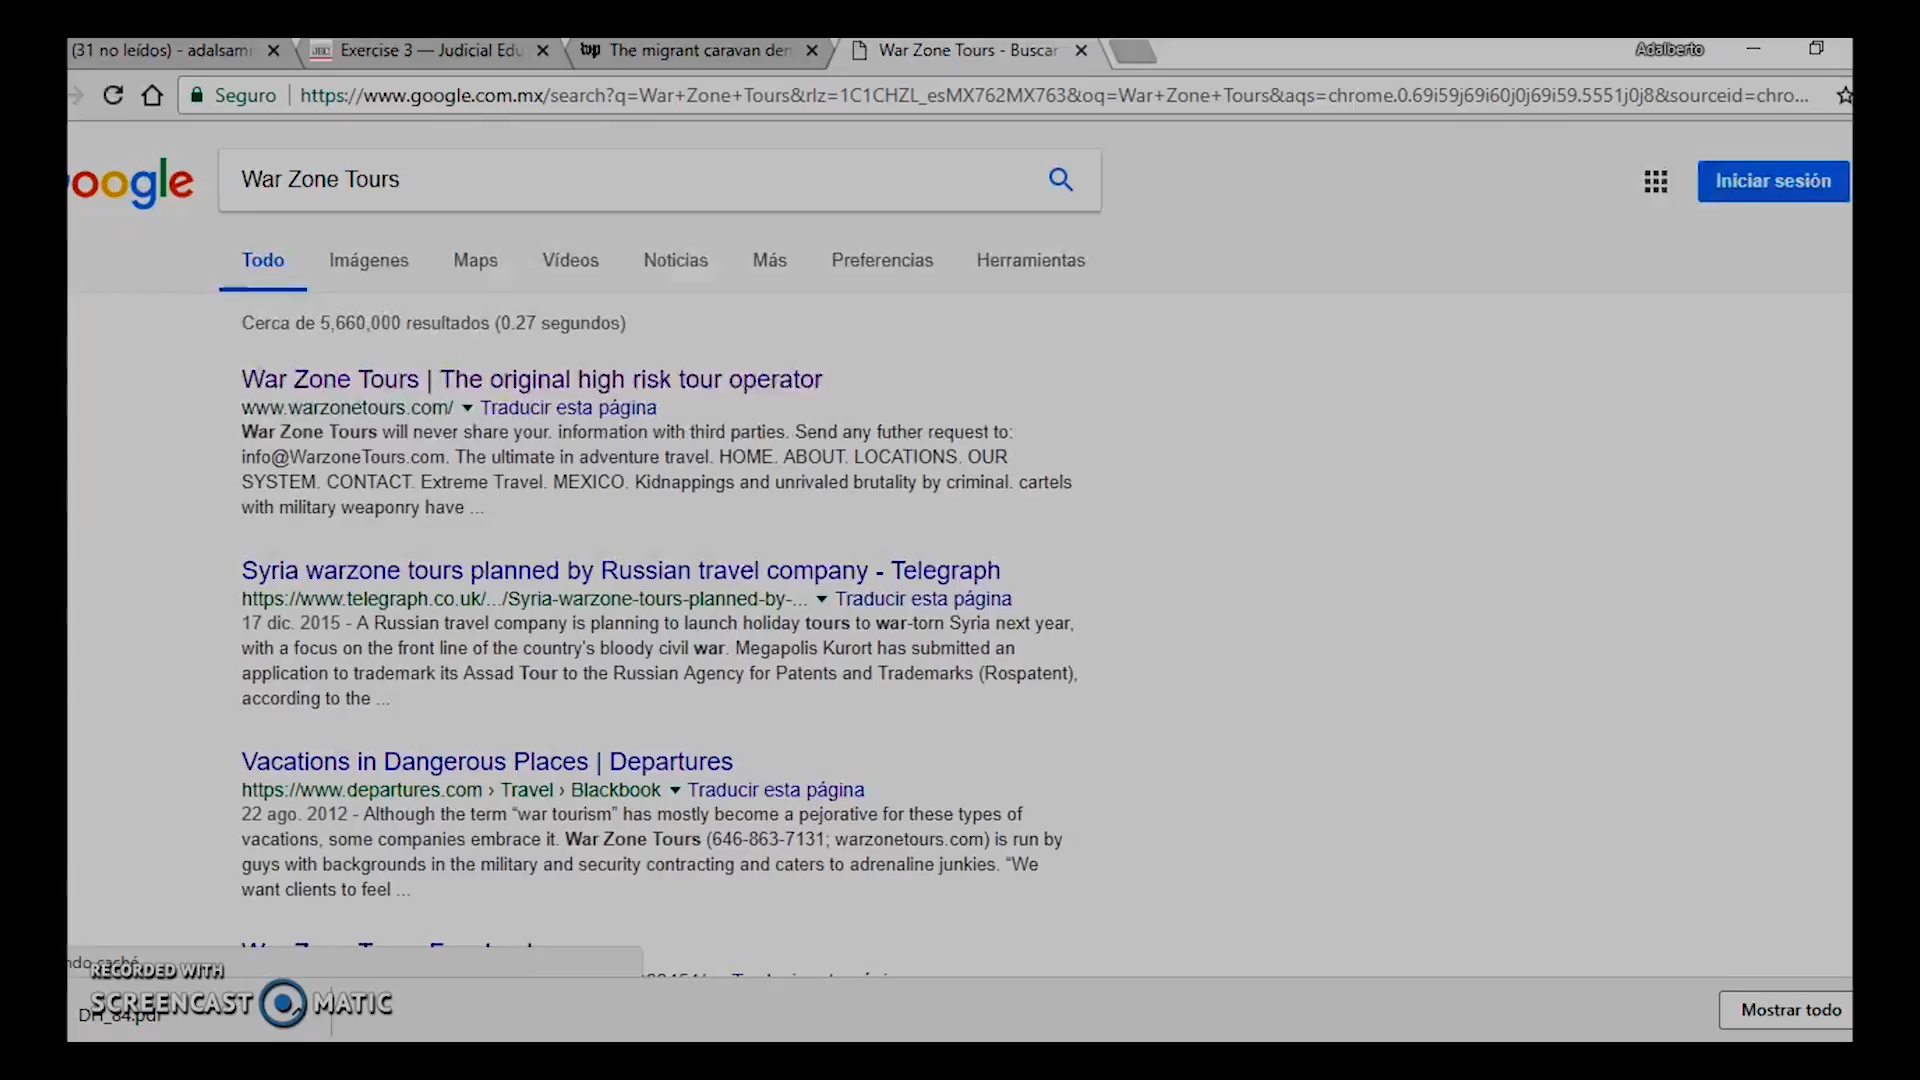 (31 no leídos) - adalsam
Exercise 3 — Judicial Edu
The migrant caravan den
War Zone Tours - Buscar
Adalberto
Seguro
https://www.google.com.mx/search?q=War+Zone+Tours&rlz=1C1CHZL_esMX762MX763&oq=War+Zone+Tours&aqs=chrome.0.69i59j69i60j0j69i59.5551j0j8&sourceid=chro...
oogle
War Zone Tours
Iniciar sesión
Todo Imágenes Maps Vídeos Noticias Más Preferencias Herramientas
Cerca de 5,660,000 resultados (0.27 segundos)
War Zone Tours | The original high risk tour operator
www.warzonetours.com/ Traducir esta página
War Zone Tours will never share your. information with third parties. Send any futher request to:
info@WarzoneTours.com. The ultimate in adventure travel. HOME. ABOUT. LOCATIONS. OUR
SYSTEM. CONTACT. Extreme Travel. MEXICO. Kidnappings and unrivaled brutality by criminal. cartels
with military weaponry have ...
Syria warzone tours planned by Russian travel company - Telegraph
https://www.telegraph.co.uk/.../Syria-warzone-tours-planned-by-... Traducir esta página
17 dic. 2015 - A Russian travel company is planning to launch holiday tours to war-torn Syria next year,
with a focus on the front line of the country's bloody civil war. Megapolis Kurort has submitted an
application to trademark its Assad Tour to the Russian Agency for Patents and Trademarks (Rospatent),
according to the ...
Vacations in Dangerous Places | Departures
https://www.departures.com › Travel › Blackbook Traducir esta página
22 ago. 2012 - Although the term “war tourism” has mostly become a pejorative for these types of
vacations, some companies embrace it. War Zone Tours (646-863-7131; warzonetours.com) is run by
guys with backgrounds in the military and security contracting and caters to adrenaline junkies. “We
want clients to feel ...
RECORDED WITH
SCREENCAST MATIC
DH_84.pdf
Mostrar todo